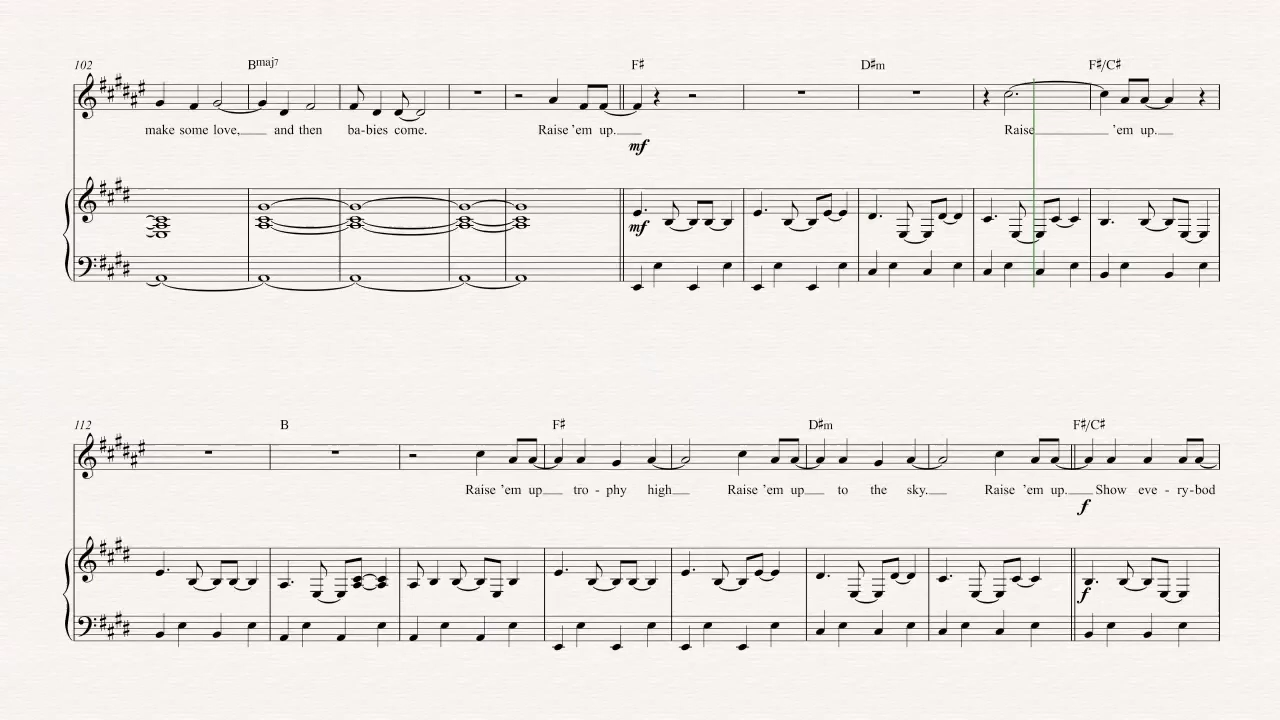 102 Bmaj7 F♯ D♯m F♯/C♯
make some love, and then ba-bies come. Raise 'em up. Raise 'em up.
mf
mf
112 B F♯ D♯m F♯/C♯
Raise 'em up tro - phy high Raise 'em up to the sky. Raise 'em up. Show eve - ry-bod
f
f